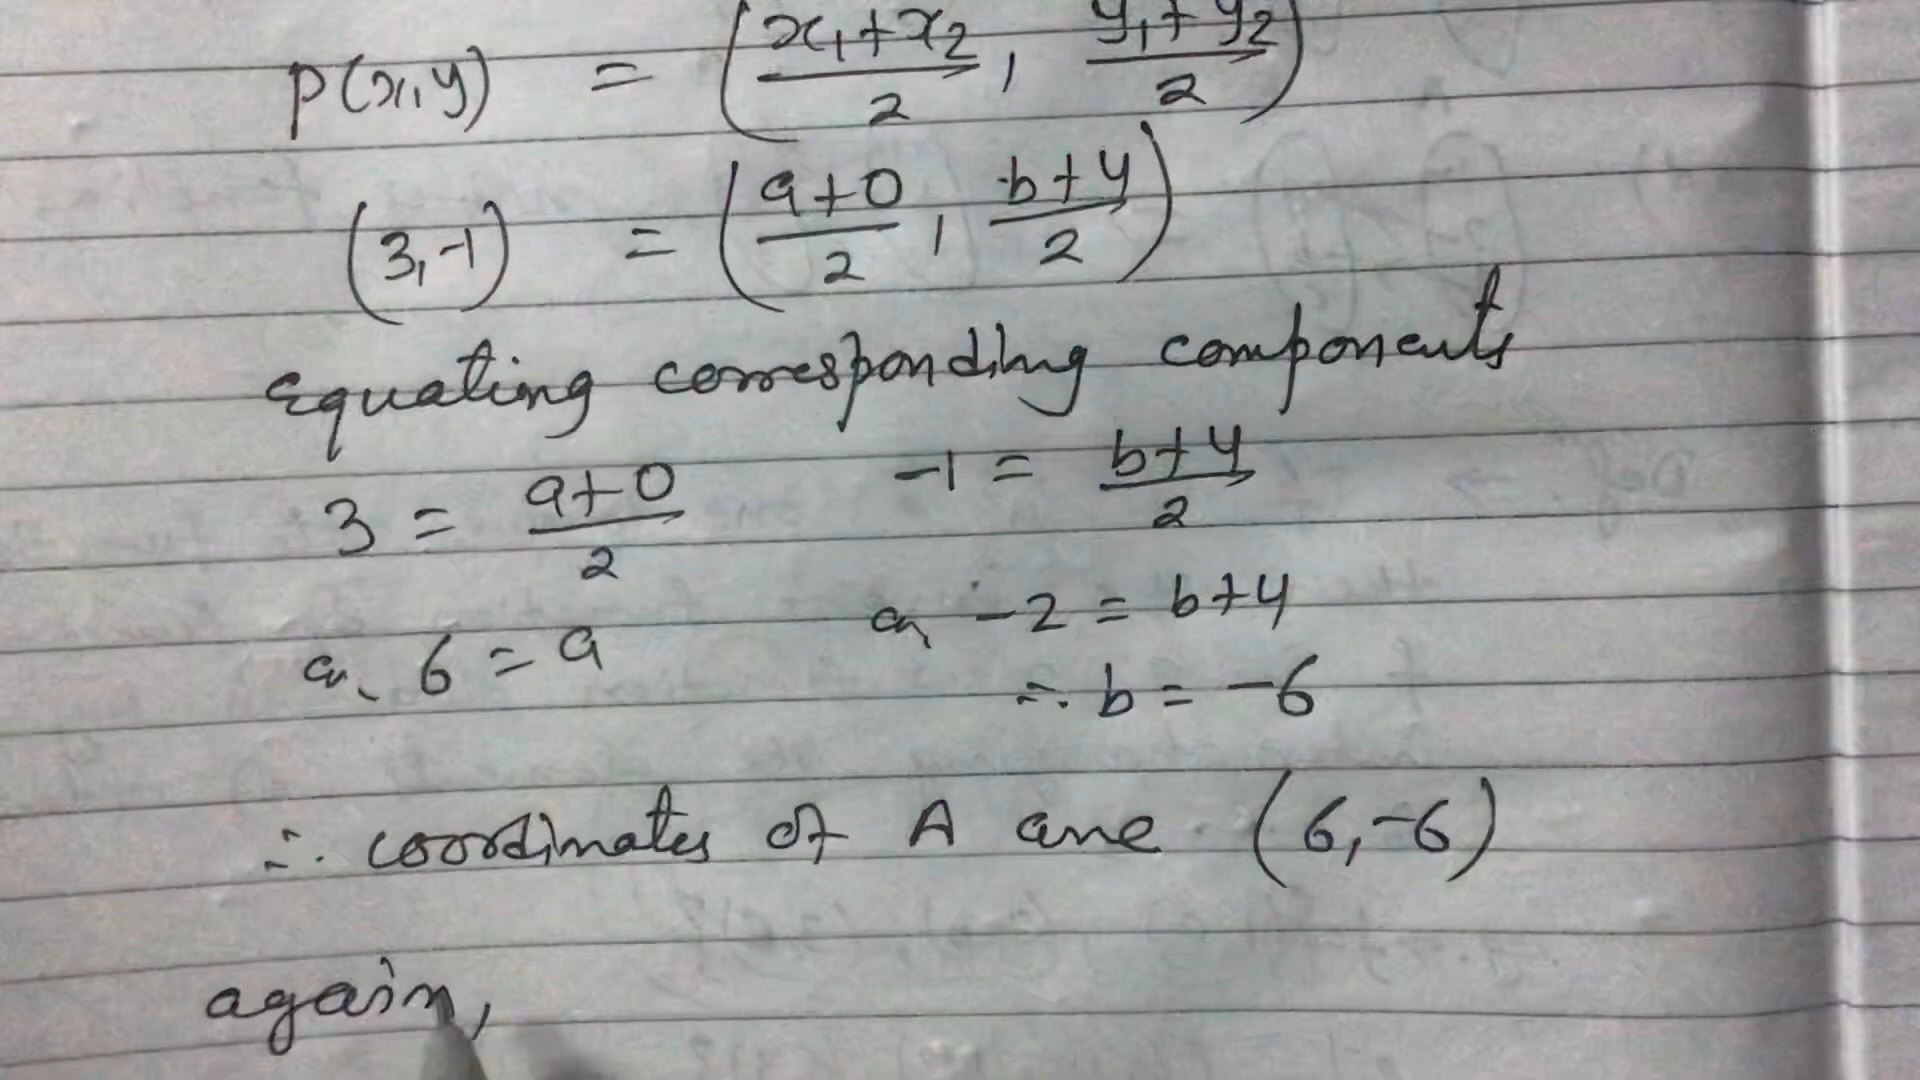 P(x,y) = (x₁+x₂/2, y₁+y₂/2)
(3,-1) = (a+0/2, b+4/2)
equating corresponding components
3 = a+0/2 -1 = b+4/2
or, 6 = a or, -2 = b+4
∴ b = -6
∴ coordinates of A are (6,-6)
again,